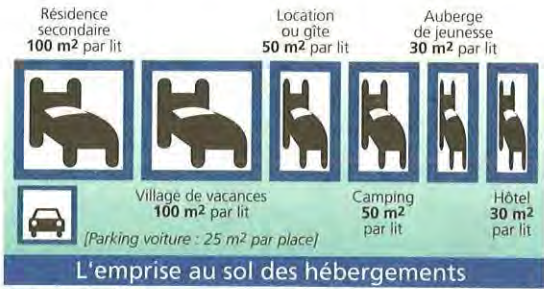 Résidence
secondaire
100 m2 par lit
Location
ou gîte
50 m2 par lit
Auberge
de jeunesse
30 m2 par lit
Village de vacances
100 m2 par lit
Camping
50 m2
par lit
Hôtel
30 m2
par lit
[Parking voiture : 25 m2 par place]
L'emprise au sol des hébergements